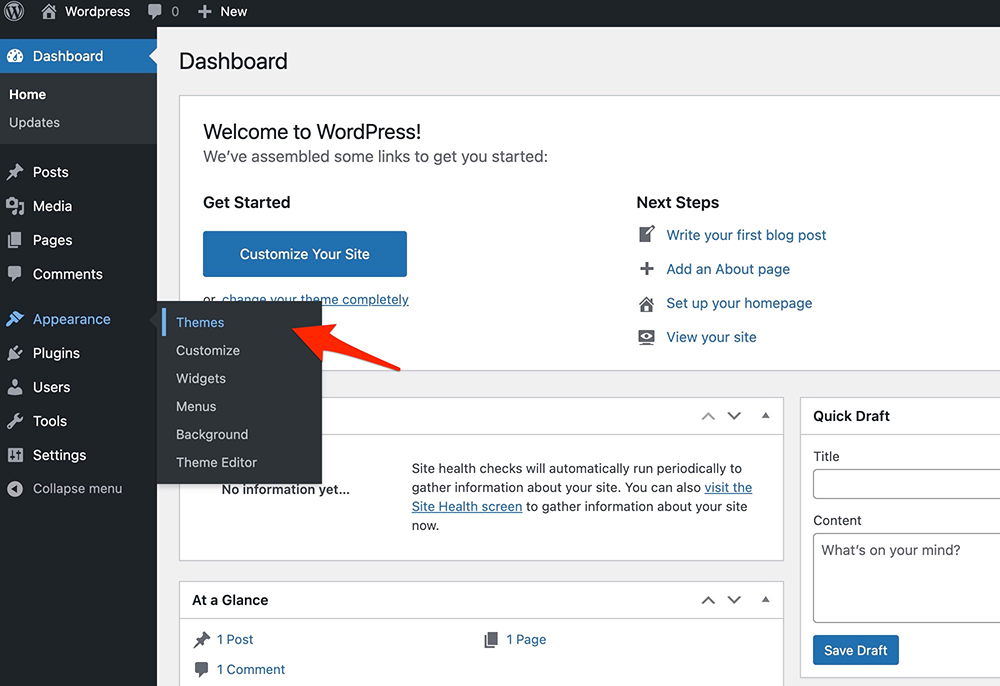 Wordpress 0 New
Dashboard
Home
Updates
Posts
Media
Pages
Comments
Appearance
Plugins
Users
Tools
Settings
Collapse menu
Themes
Customize
Widgets
Menus
Background
Theme Editor
Dashboard
Welcome to WordPress!
We've assembled some links to get you started:
Get Started
Customize Your Site
or, change your theme completely
Next Steps
Write your first blog post
Add an About page
Set up your homepage
View your site
No information yet...
Site health checks will automatically run periodically to
gather information about your site. You can also visit the
Site Health screen to gather information about your site
now.
At a Glance
1 Post
1 Page
1 Comment
Quick Draft
Title
Content
What's on your mind?
Save Draft